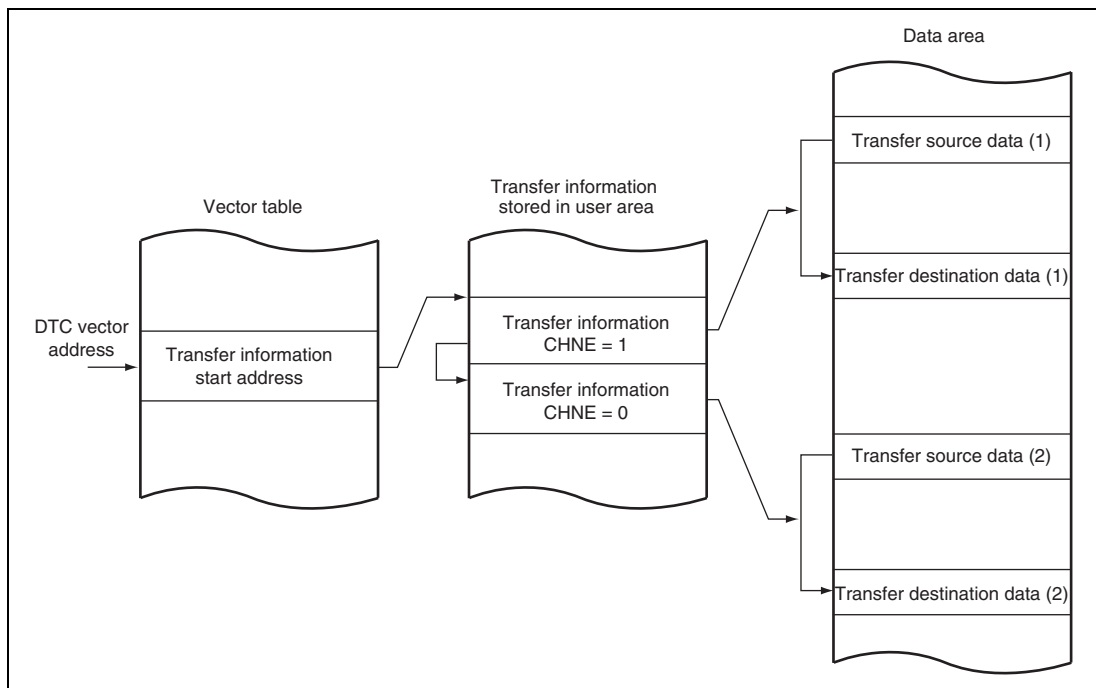 Data area
Transfer source data (1)
Transfer information
stored in user area
Vector table
Transfer destination data (1)
DTC vector
address
Transfer information
start address
Transfer information
CHNE = 1
Transfer information
CHNE = 0
Transfer source data (2)
Transfer destination data (2)